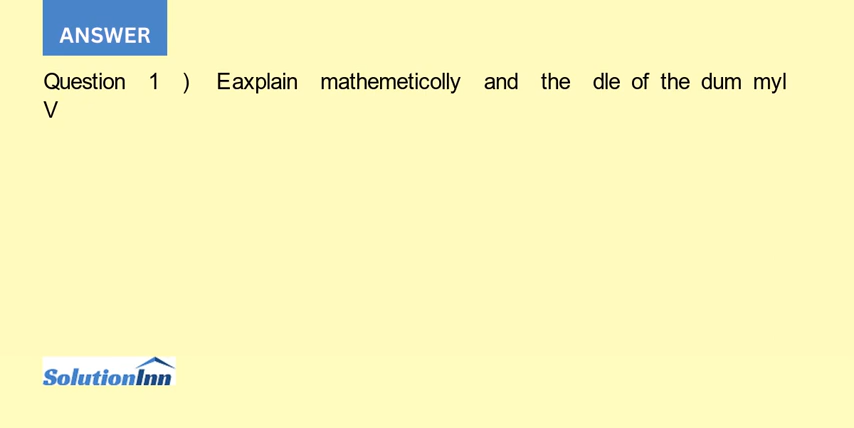 ANSWER
Question 1 ) Eaxplain mathemeticolly and the dle of the dum myl
V
SolutionInn